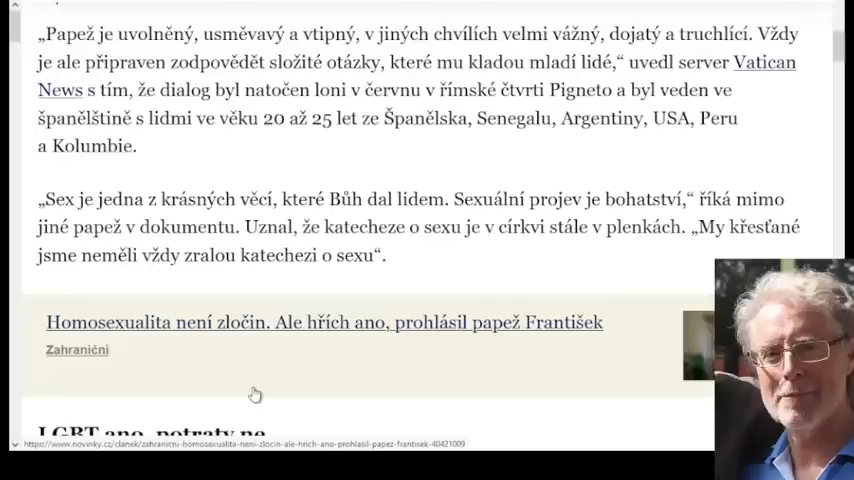 „Papež je uvolněný, usměvavý a vtipný, v jiných chvílích velmi vážný, dojatý a truchlící. Vždy
je ale připraven zodpovědět složité otázky, které mu kladou mladí lidé,“ uvedl server Vatican
News s tím, že dialog byl natočen loni v červnu v římské čtvrti Pigneto a byl veden ve
španělštině s lidmi ve věku 20 až 25 let ze Španělska, Senegalu, Argentiny, USA, Peru
a Kolumbie.
„Sex je jedna z krásných věcí, které Bůh dal lidem. Sexuální projev je bohatství,“ říká mimo
jiné papež v dokumentu. Uznal, že katecheze o sexu je v církvi stále v plenkách. „My křesťané
jsme neměli vždy zralou katechezi o sexu“.
Homosexualita není zločin. Ale hřích ano, prohlásil papež František
Zahraniční
LGBT ano, potraty ne
https://www.novinky.cz/clanek/zahranicni-homosexualita-neni-zlocin-ale-hrich-ano-prohlasil-papez-frantisek-40421009